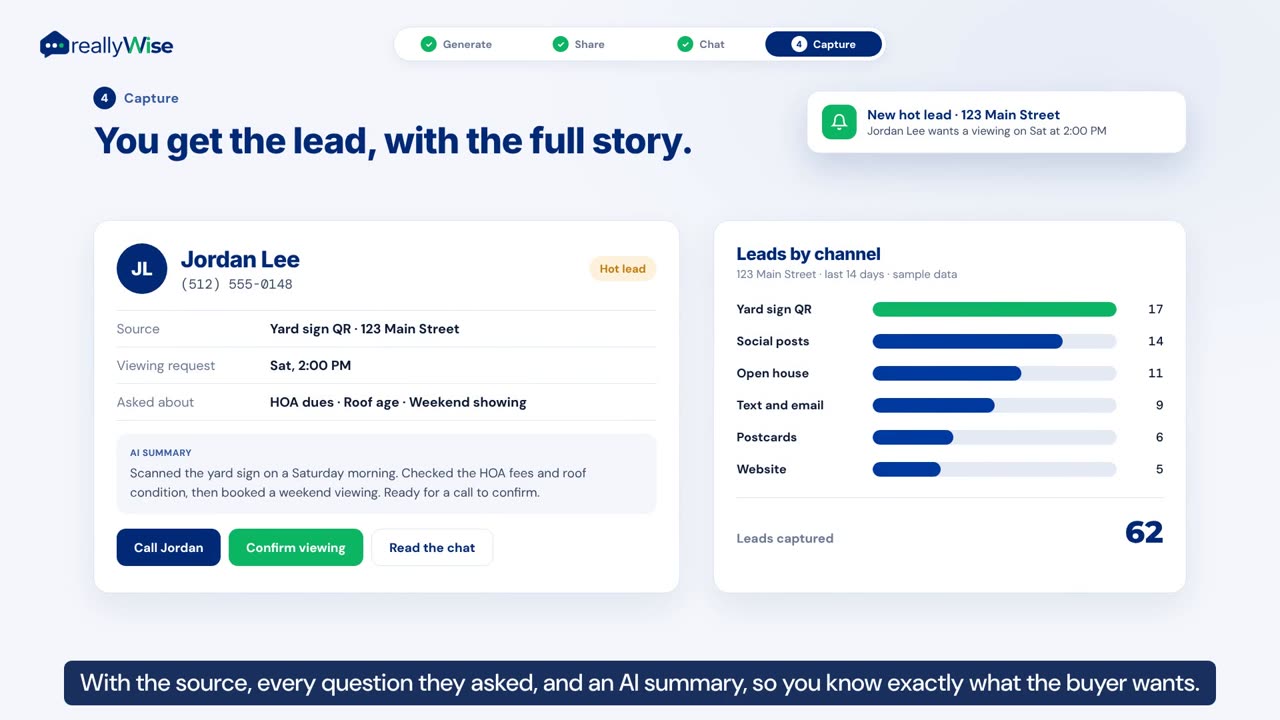 reallyWise
Generate
Share
Chat
4 Capture
4 Capture
You get the lead, with the full story.
New hot lead · 123 Main Street
Jordan Lee wants a viewing on Sat at 2:00 PM
JL
Jordan Lee
(512) 555-0148
Hot lead
Source Yard sign QR · 123 Main Street
Viewing request Sat, 2:00 PM
Asked about HOA dues · Roof age · Weekend showing
AI SUMMARY
Scanned the yard sign on a Saturday morning. Checked the HOA fees and roof
condition, then booked a weekend viewing. Ready for a call to confirm.
Call Jordan
Confirm viewing
Read the chat
Leads by channel
123 Main Street · last 14 days · sample data
Yard sign QR 17
Social posts 14
Open house 11
Text and email 9
Postcards 6
Website 5
Leads captured 62
With the source, every question they asked, and an AI summary, so you know exactly what the buyer wants.